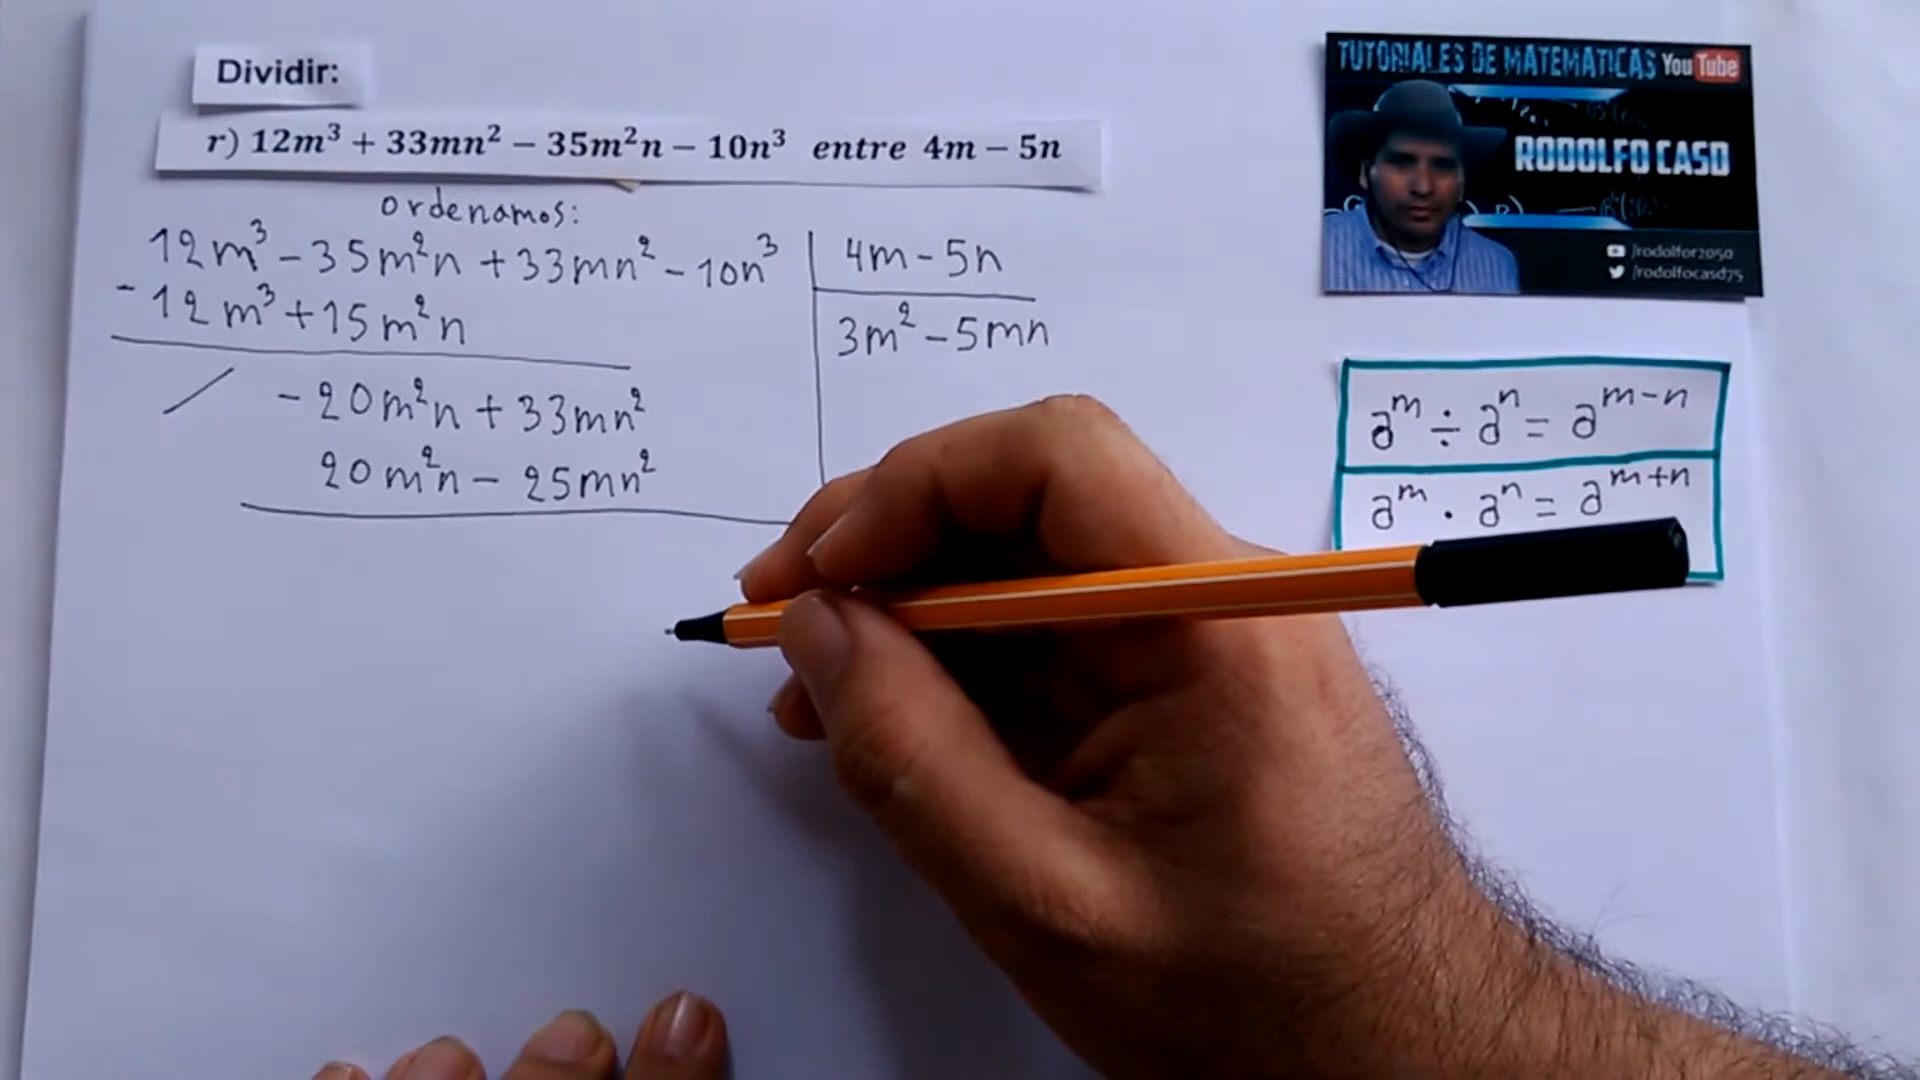 Dividir:
r) 12m³ + 33mn² − 35m²n − 10n³ entre 4m − 5n
ordenamos:
12m³ - 35m²n + 33mn² - 10n³
4m - 5n
- 12m³ + 15m²n
3m² - 5mn
- 20m²n + 33mn²
20m²n - 25mn²
TUTORIALES DE MATEMATICAS YouTube
RODOLFO CASD
/rodolfor2050
/rodolfocasd75
aᵐ ÷ aⁿ = aᵐ⁻ⁿ
aᵐ · aⁿ = aᵐ⁺ⁿ